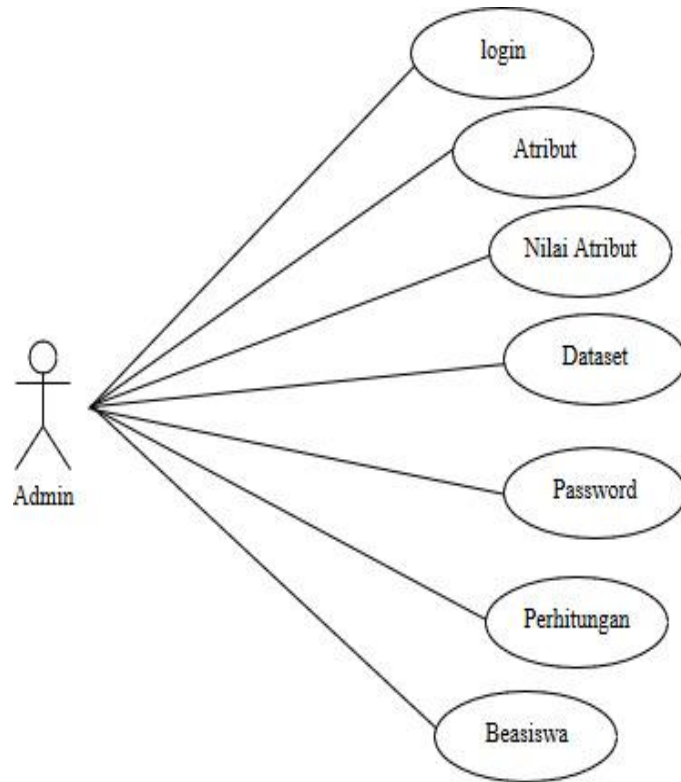 login
Atribut
Nilai Atribut
Dataset
Admin
Password
Perhitungan
Beasiswa